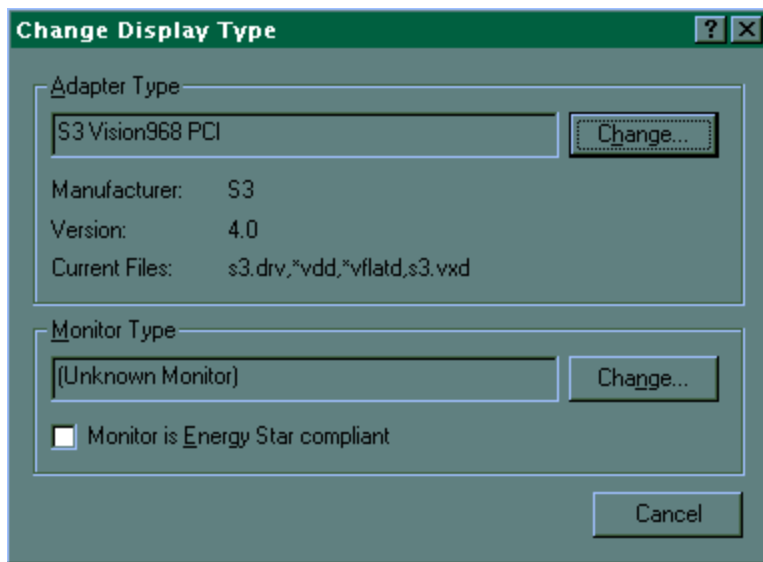 Change Display Type
Adapter Type
S3 Vision968 PCI
Change...
Manufacturer: S3
Version: 4.0
Current Files: s3.drv,*vdd,*vflatd,s3.vxd
Monitor Type
(Unknown Monitor)
Change...
Monitor is Energy Star compliant
Cancel